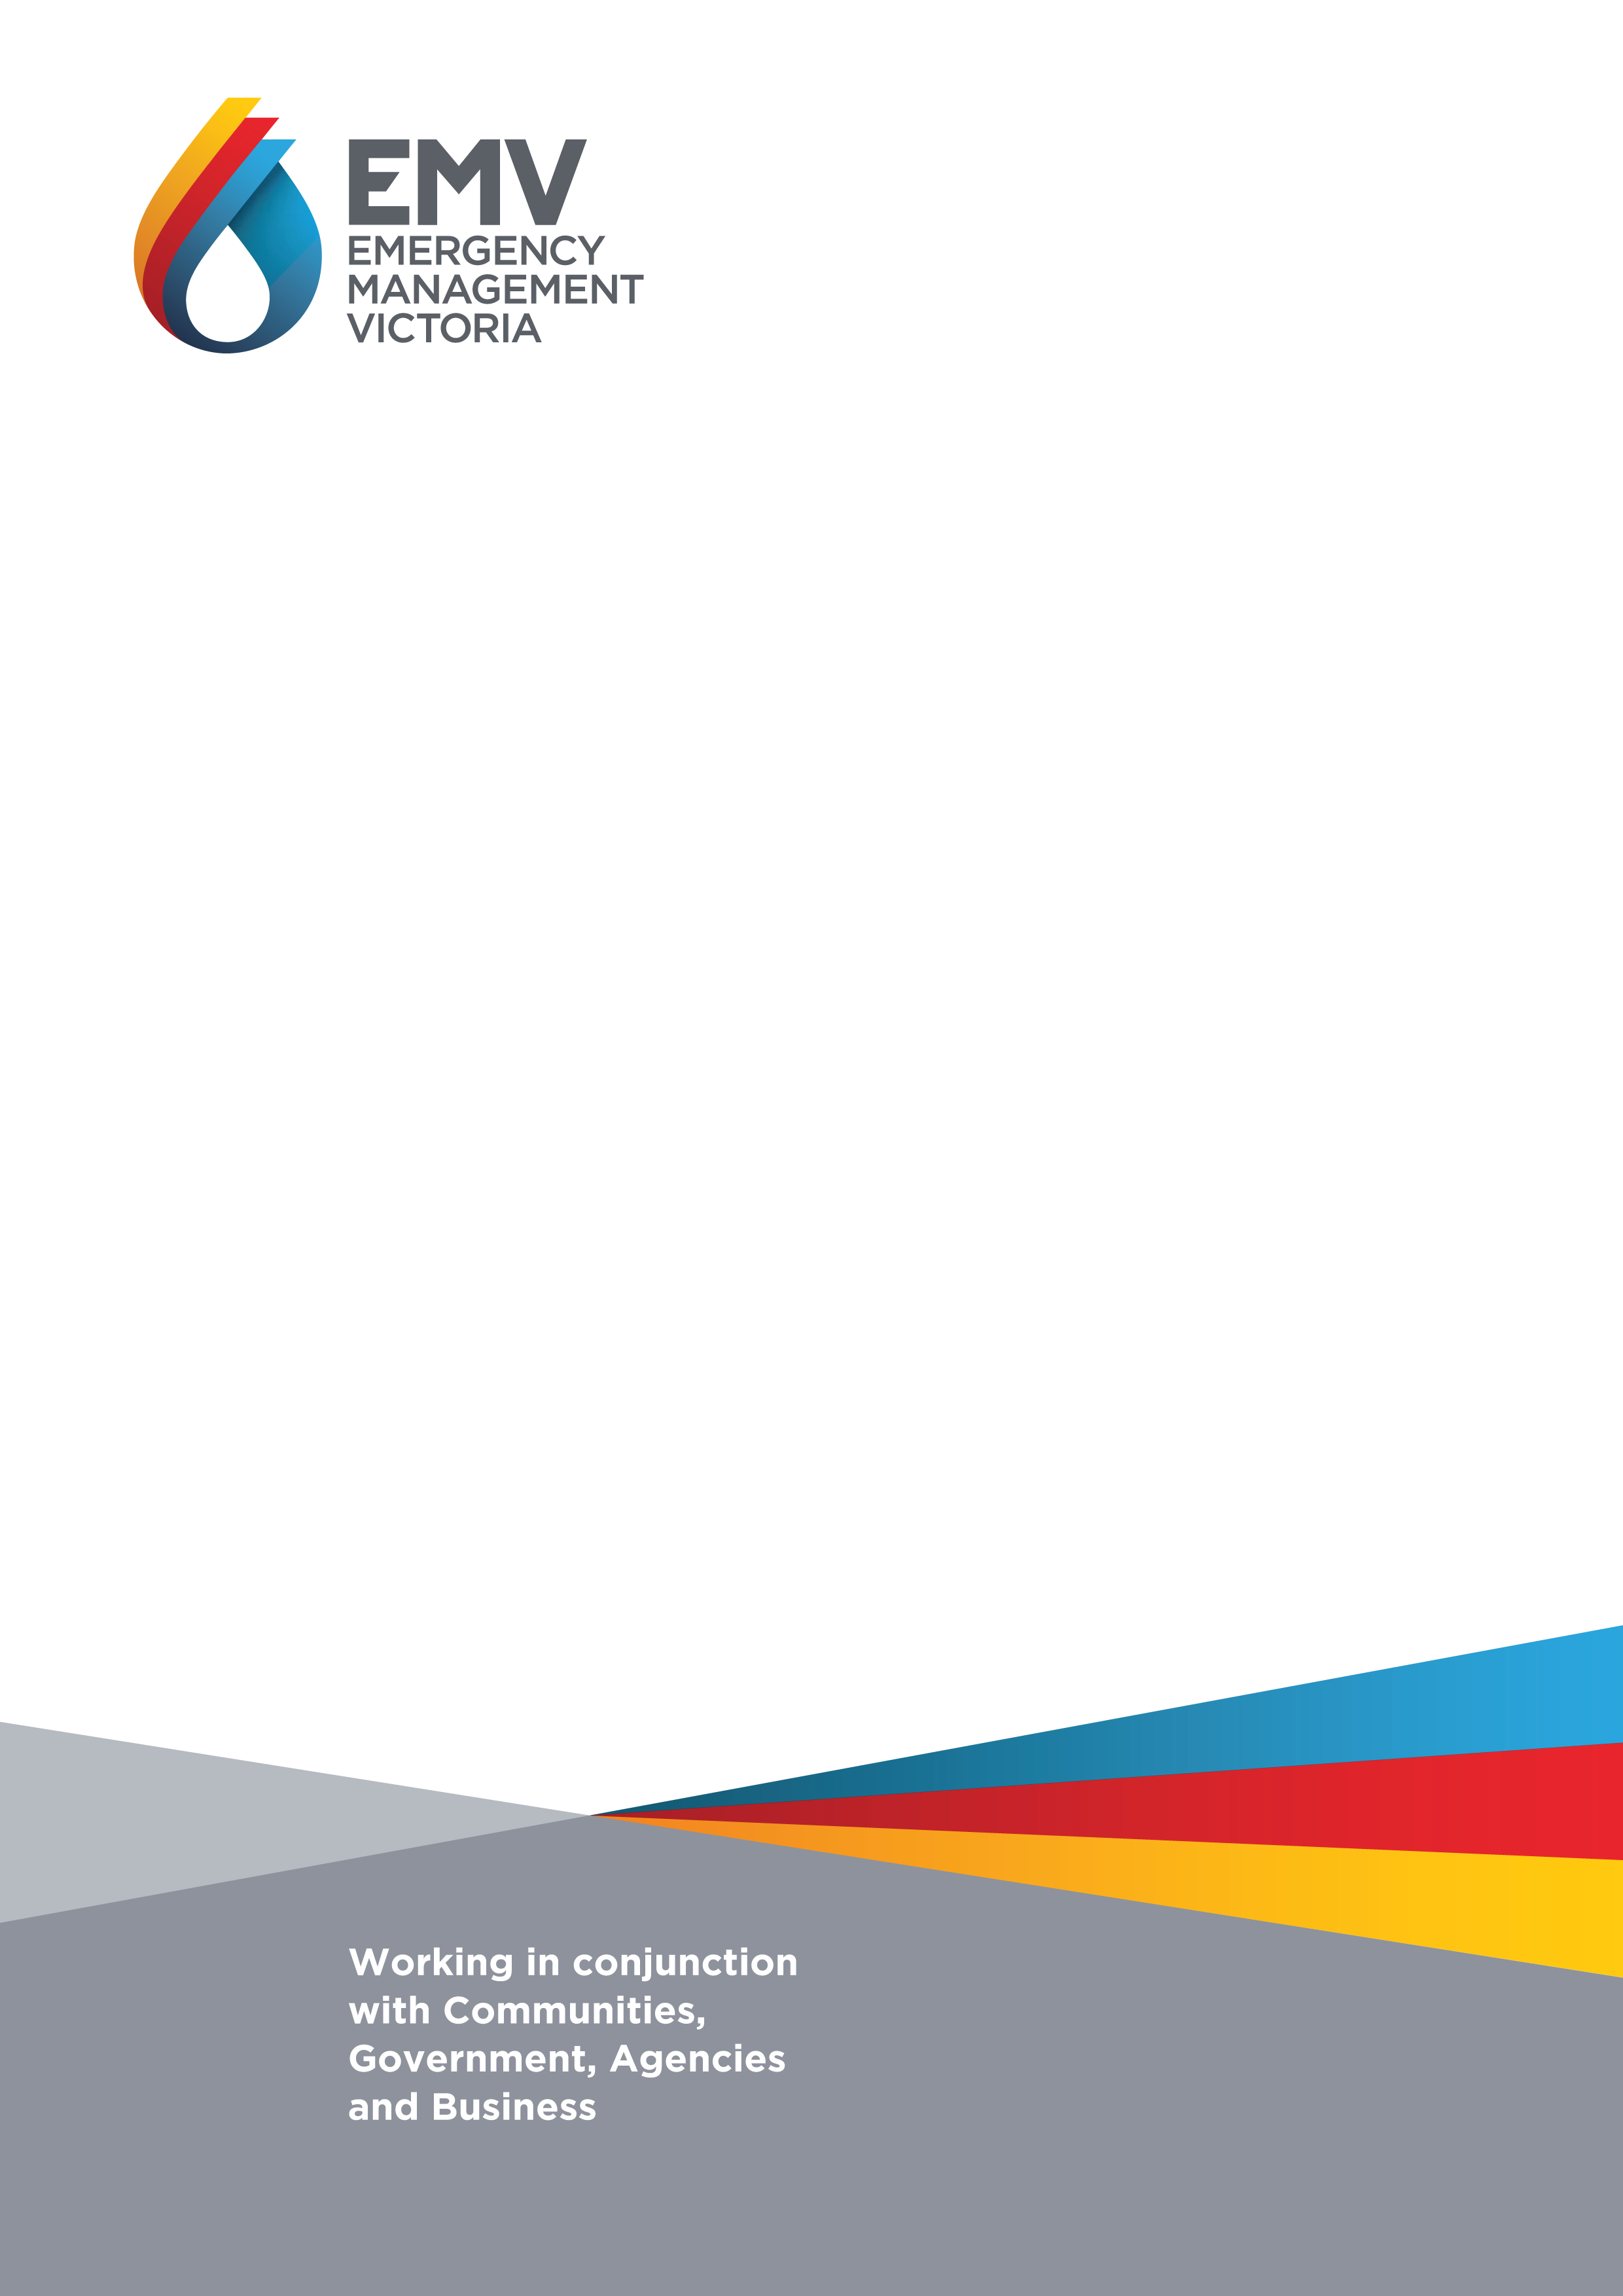 EMV
EMERGENCY
MANAGEMENT
VICTORIA
Working in conjunction
with Communities,
Government, Agencies
and Business